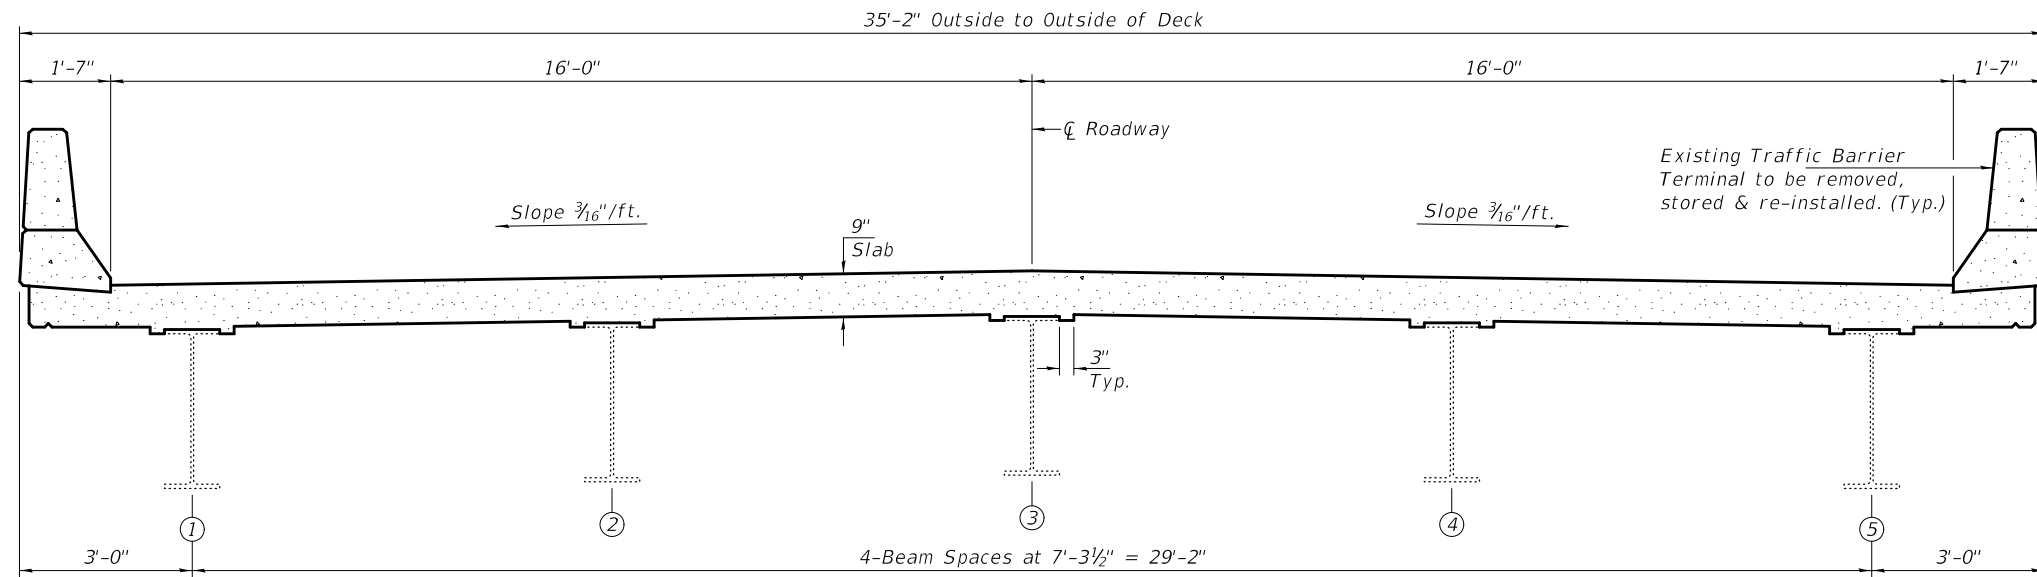 35'-2" Outside to Outside of Deck
1'-7"
16'-0"
16'-0"
1'-7"
℄ Roadway
Existing Traffic Barrier
Terminal to be removed,
stored & re-installed. (Typ.)
Slope 3/16"/ft.
Slope 3/16"/ft.
9"
Slab
3"
Typ.
1
2
3
4
5
3'-0"
4-Beam Spaces at 7'-3½" = 29'-2"
3'-0"